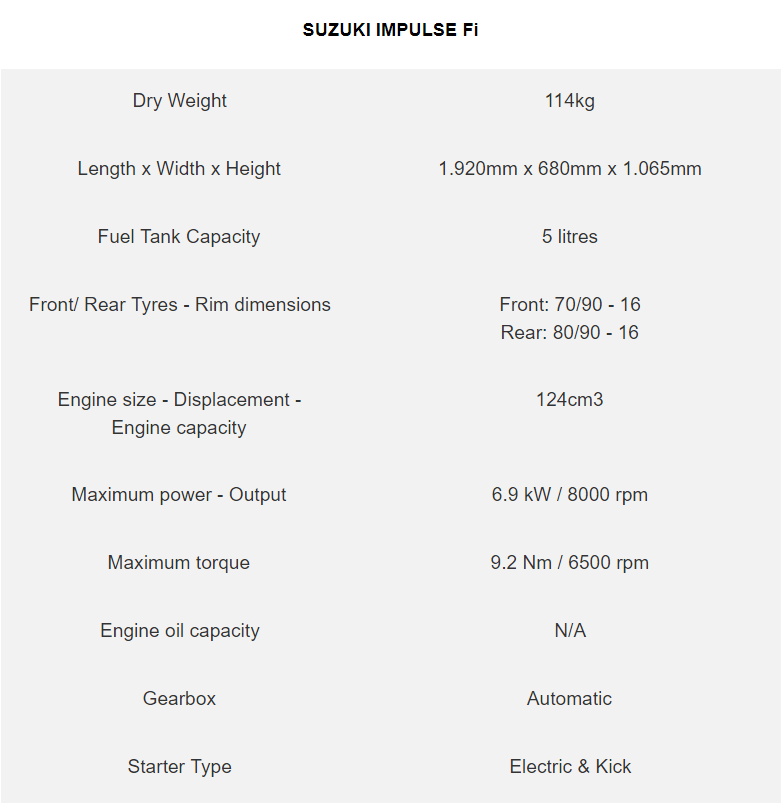 SUZUKI IMPULSE Fi
Dry Weight 114kg
Length x Width x Height 1.920mm x 680mm x 1.065mm
Fuel Tank Capacity 5 litres
Front/ Rear Tyres - Rim dimensions Front: 70/90 - 16
Rear: 80/90 - 16
Engine size - Displacement - 124cm3
Engine capacity
Maximum power - Output 6.9 kW / 8000 rpm
Maximum torque 9.2 Nm / 6500 rpm
Engine oil capacity N/A
Gearbox Automatic
Starter Type Electric & Kick